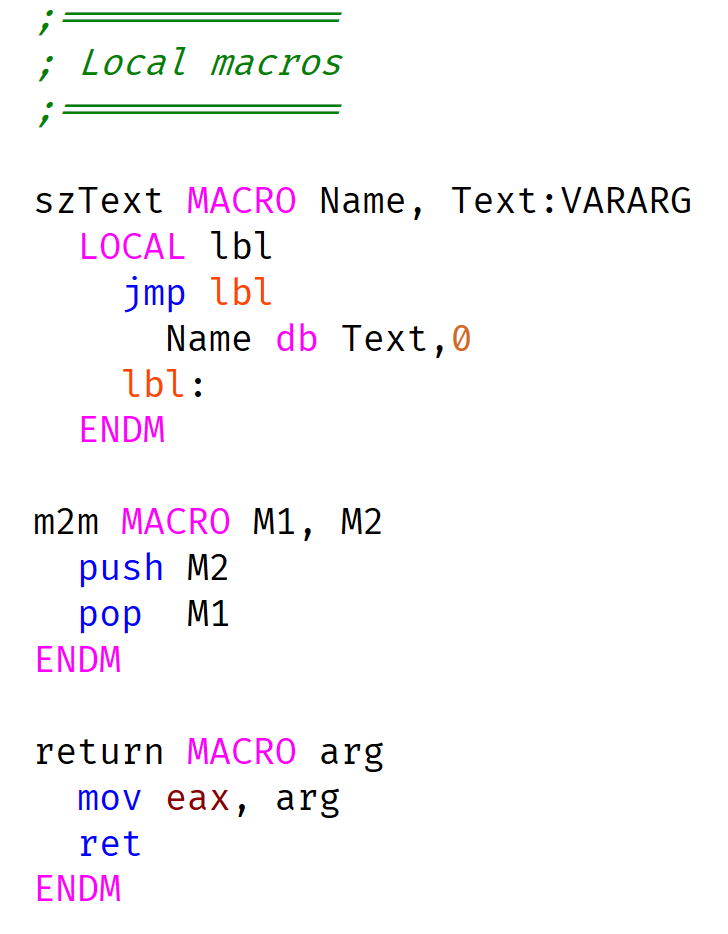 ;=============
; Local macros
;=============
szText MACRO Name, Text:VARARG
LOCAL lbl
jmp lbl
Name db Text,0
lbl:
ENDM
m2m MACRO M1, M2
push M2
pop  M1
ENDM
return MACRO arg
mov eax, arg
ret
ENDM